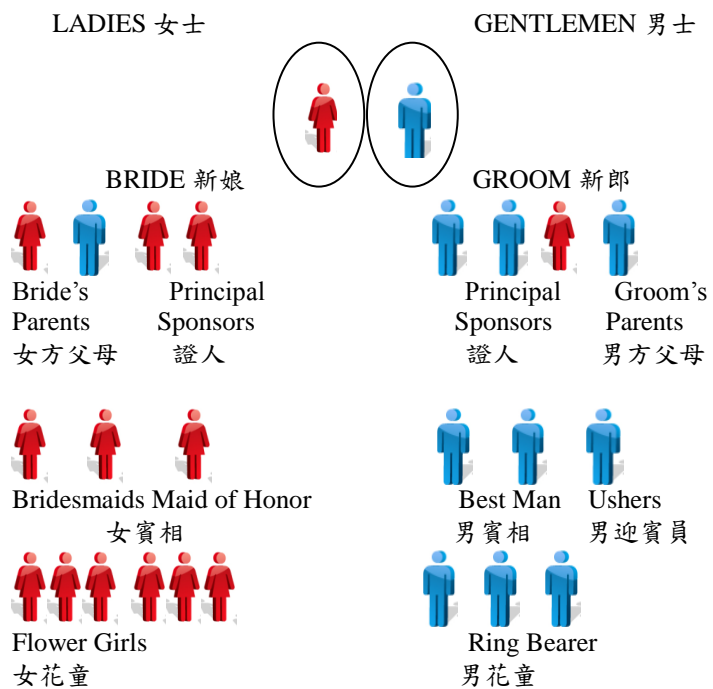 LADIES 女士 GENTLEMEN 男士
BRIDE 新娘 GROOM 新郎
Bride's Principal Principal Groom's
Parents Sponsors Sponsors Parents
女方父母 證人 證人 男方父母
Bridesmaids Maid of Honor Best Man Ushers
女賓相 男賓相 男迎賓員
Flower Girls Ring Bearer
女花童 男花童